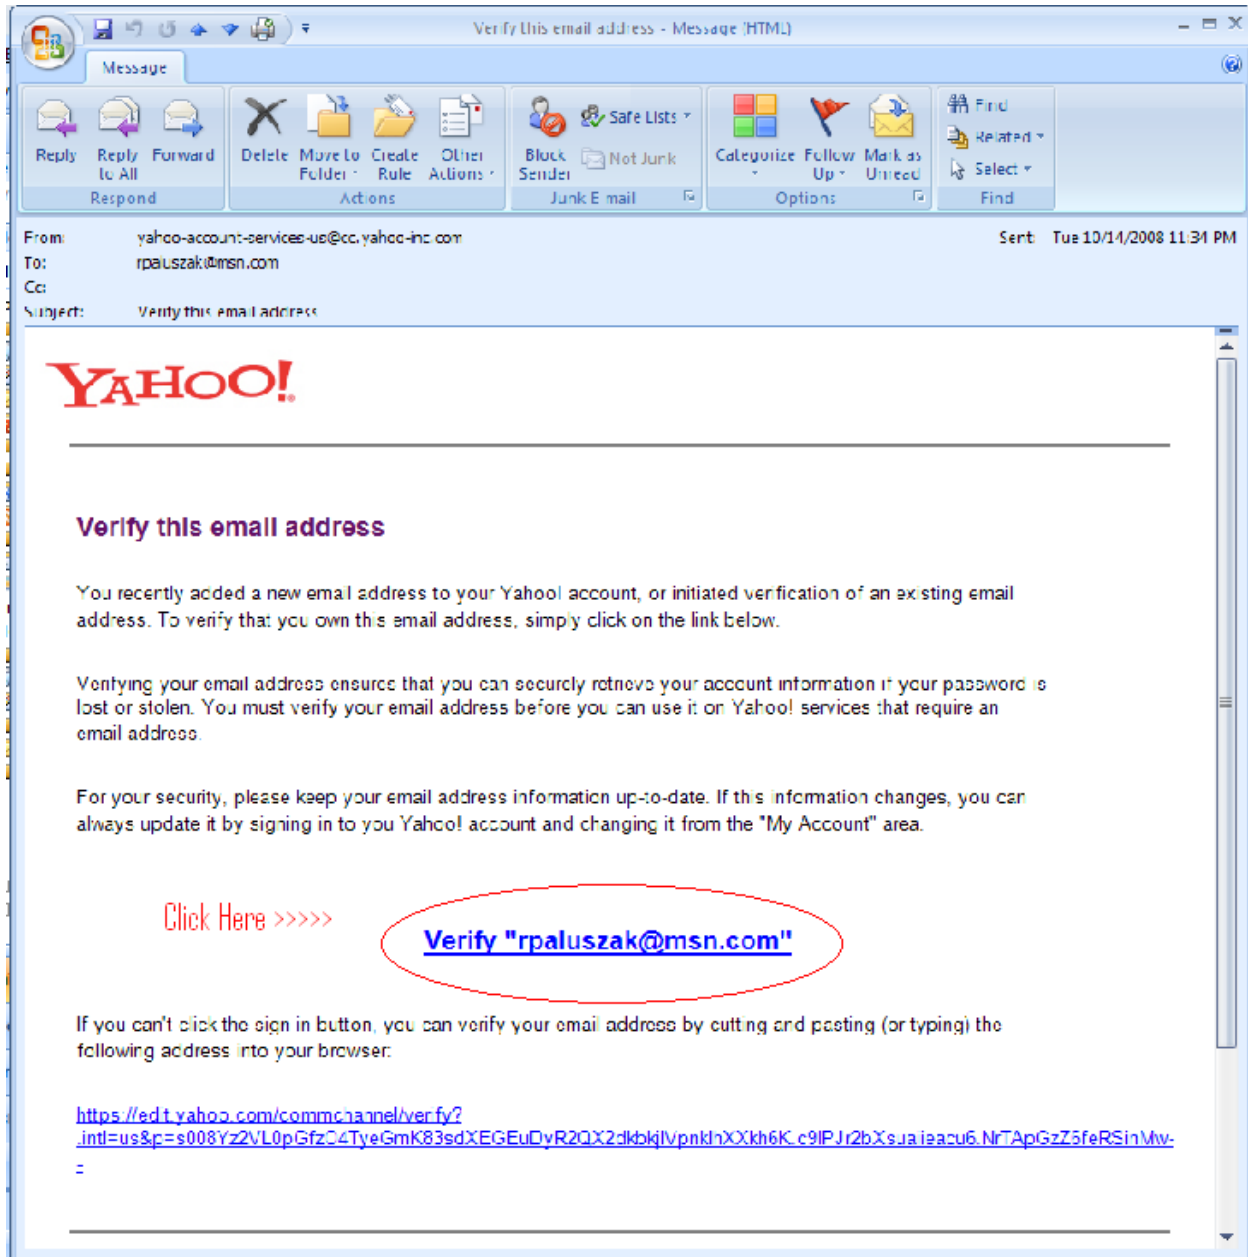 Verify this email address - Message (HTML)
Message
Reply
Reply to All
Forward
Delete
Move to Folder
Create Rule
Other Actions
Block Sender
Safe Lists
Not Junk
Categorize
Follow Up
Mark as Unread
Find
Related
Select
Respond
Actions
Junk E-mail
Options
Find
From: yahoo-account-services-us@cc.yahoo-inc.com
Sent: Tue 10/14/2008 11:34 PM
To: rpaluszak@msn.com
Cc:
Subject: Verify this email address
YAHOO!
Verify this email address
You recently added a new email address to your Yahoo! account, or initiated verification of an existing email
address. To verify that you own this email address, simply click on the link below.
Verifying your email address ensures that you can securely retrieve your account information if your password is
lost or stolen. You must verify your email address before you can use it on Yahoo! services that require an
email address.
For your security, please keep your email address information up-to-date. If this information changes, you can
always update it by signing in to you Yahoo! account and changing it from the "My Account" area.
Click Here >>>>>
Verify "rpaluszak@msn.com"
If you can't click the sign in button, you can verify your email address by cutting and pasting (or typing) the
following address into your browser:
https://edit.yahoo.com/commchannel/verify?